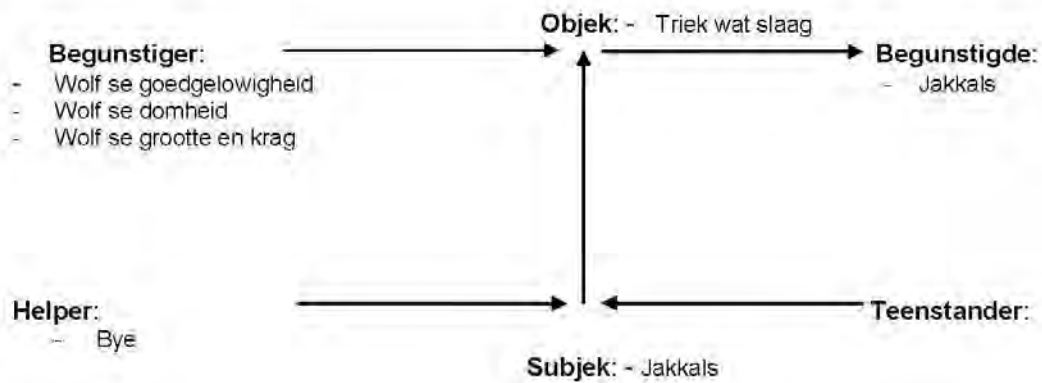 Objek: - Triek wat slaag
Begunstiger:
Begunstigde:
- Wolf se goedgelowigheid
- Jakkals
- Wolf se domheid
- Wolf se grootte en krag
Helper:
Teenstander:
- Bye
Subjek: - Jakkals